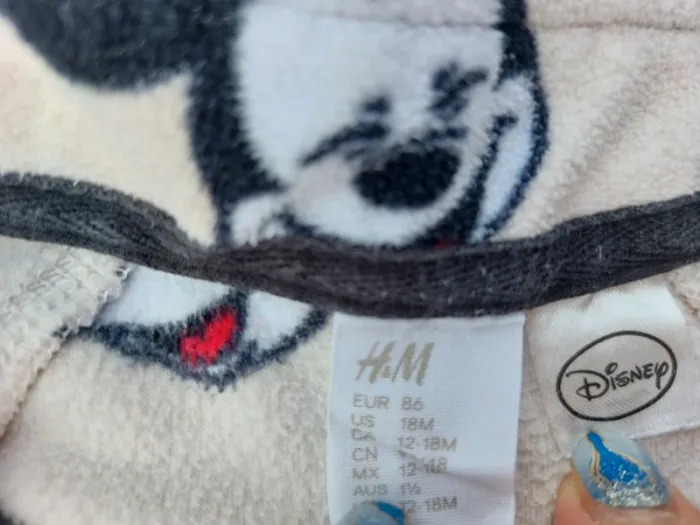 H&M
EUR 86
US 18M
CA 12-18M
CN
MX 12-18
AUS 1½
12-18M
DISNEY